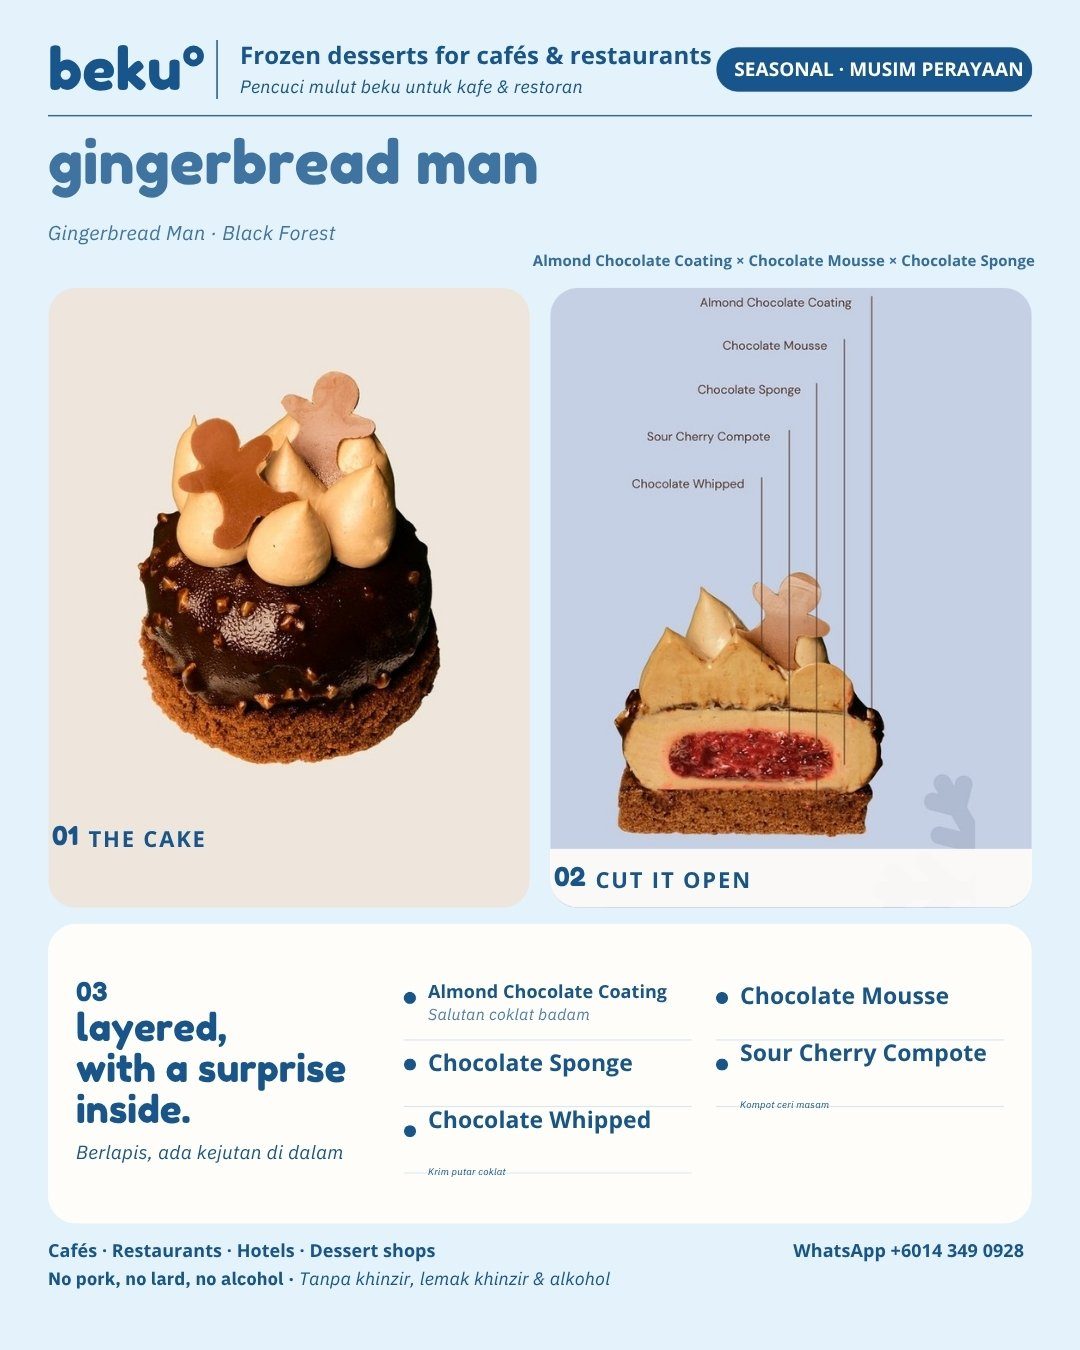 beku°
Frozen desserts for cafés & restaurants
Pencuci mulut beku untuk kafe & restoran
SEASONAL · MUSIM PERAYAAN
gingerbread man
Gingerbread Man · Black Forest
Almond Chocolate Coating × Chocolate Mousse × Chocolate Sponge
Almond Chocolate Coating
Chocolate Mousse
Chocolate Sponge
Sour Cherry Compote
Chocolate Whipped
01 THE CAKE
02 CUT IT OPEN
03
layered,
with a surprise
inside.
Berlapis, ada kejutan di dalam
Almond Chocolate Coating
Salutan coklat badam
Chocolate Sponge
Chocolate Whipped
Krim putar coklat
Chocolate Mousse
Sour Cherry Compote
Kompot ceri masam
Cafés · Restaurants · Hotels · Dessert shops
WhatsApp +6014 349 0928
No pork, no lard, no alcohol · Tanpa khinzir, lemak khinzir & alkohol